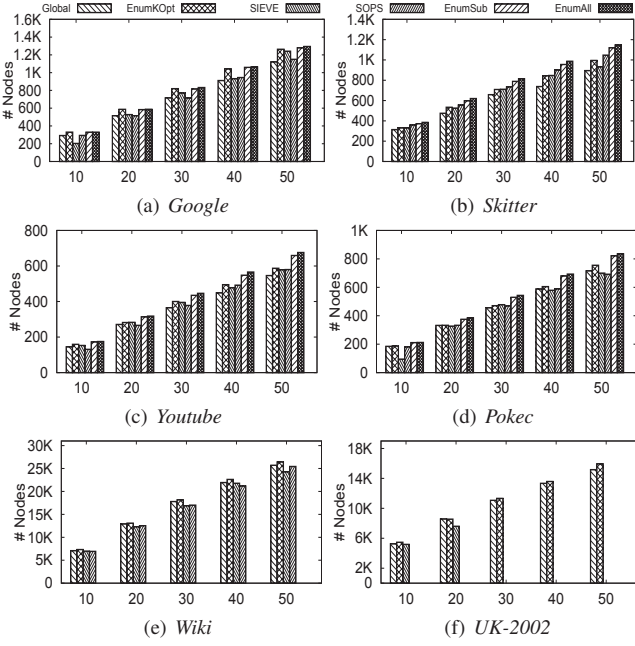 Global EnumKOpt SIEVE SOPS EnumSub EnumAll
# Nodes
1.6K
1.4K
1.2K
1K
800
600
400
200
0
10 20 30 40 50
(a) Google
# Nodes
1.4K
1.2K
1K
800
600
400
200
0
10 20 30 40 50
(b) Skitter
# Nodes
800
600
400
200
0
10 20 30 40 50
(c) Youtube
# Nodes
1K
800
600
400
200
0
10 20 30 40 50
(d) Pokec
# Nodes
30K
25K
20K
15K
10K
5K
0
10 20 30 40 50
(e) Wiki
# Nodes
18K
14K
10K
6K
2K
0
10 20 30 40 50
(f) UK-2002